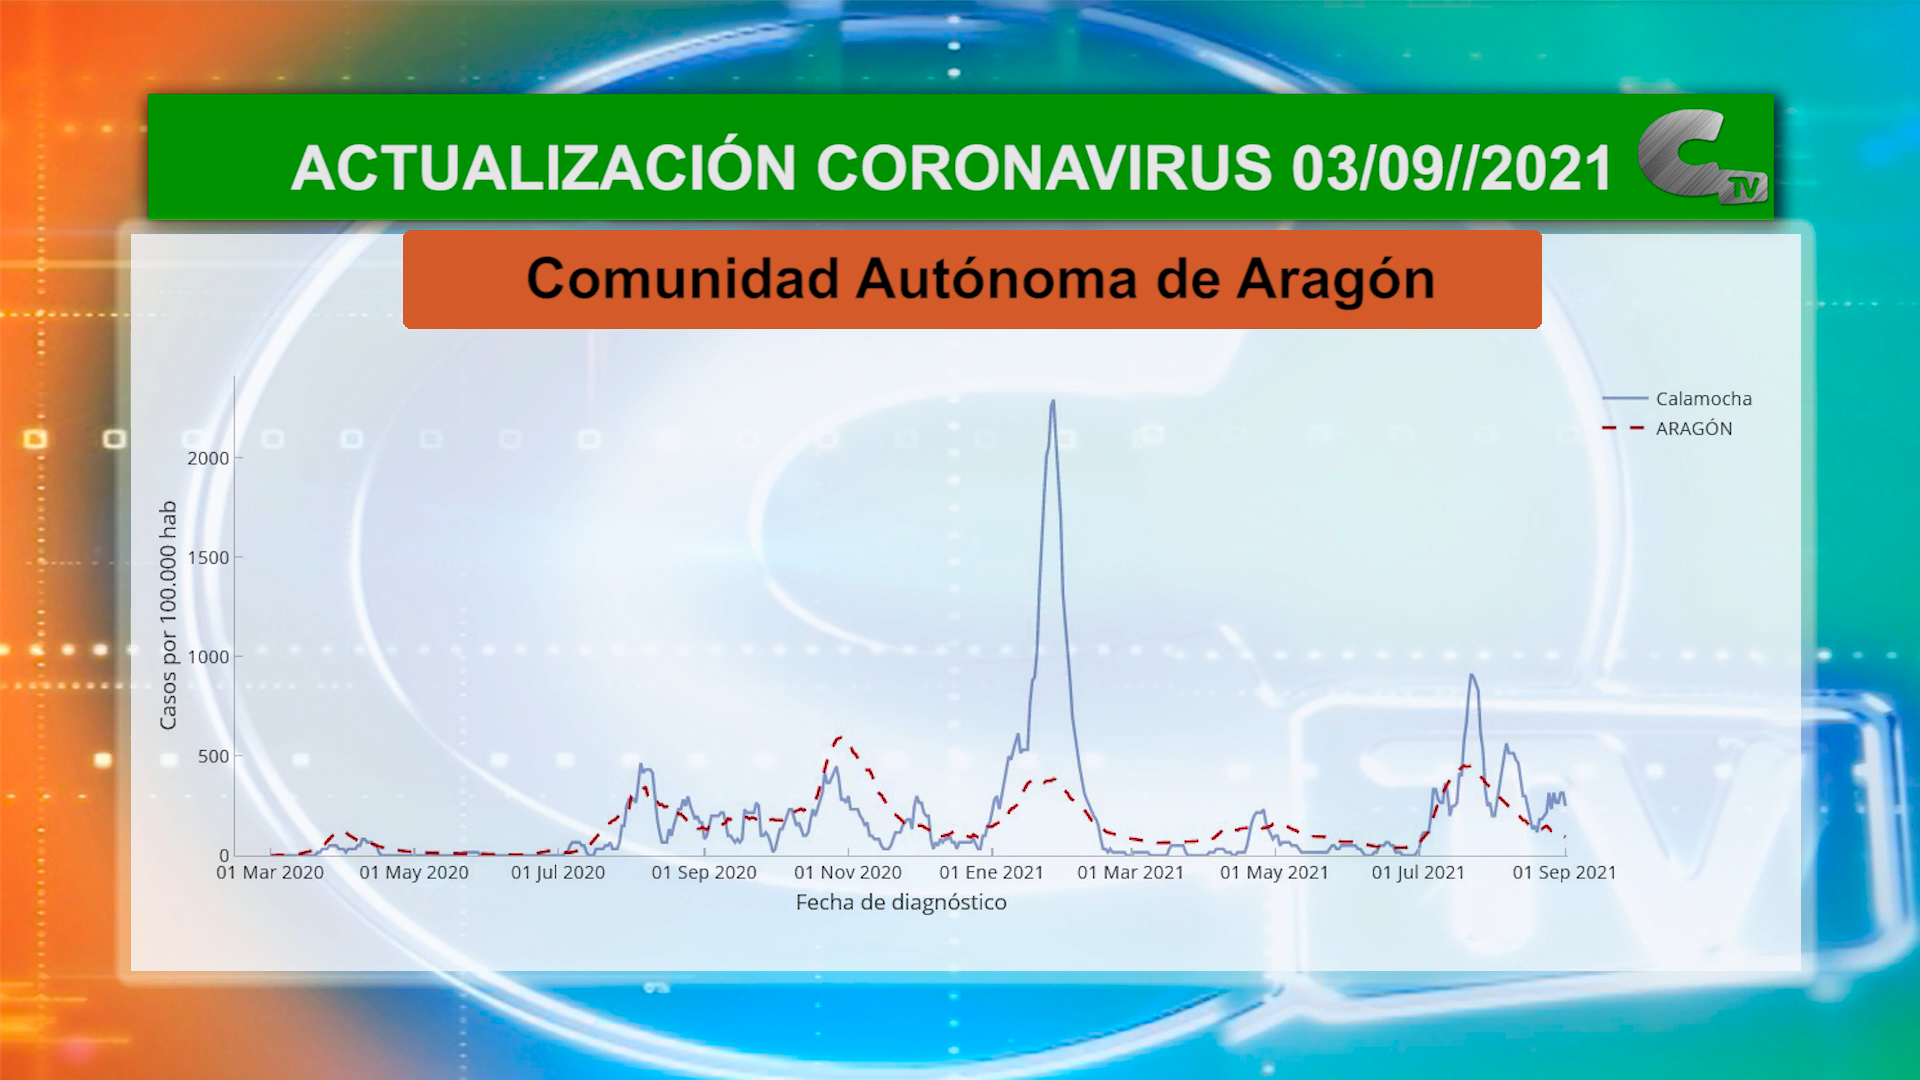 ACTUALIZACIÓN CORONAVIRUS 03/09//2021
TV
Comunidad Autónoma de Aragón
Calamocha
ARAGÓN
Casos por 100.000 hab
2000
1500
1000
500
0
01 Mar 2020 01 May 2020 01 Jul 2020 01 Sep 2020 01 Nov 2020 01 Ene 2021 01 Mar 2021 01 May 2021 01 Jul 2021 01 Sep 2021
Fecha de diagnóstico
TV